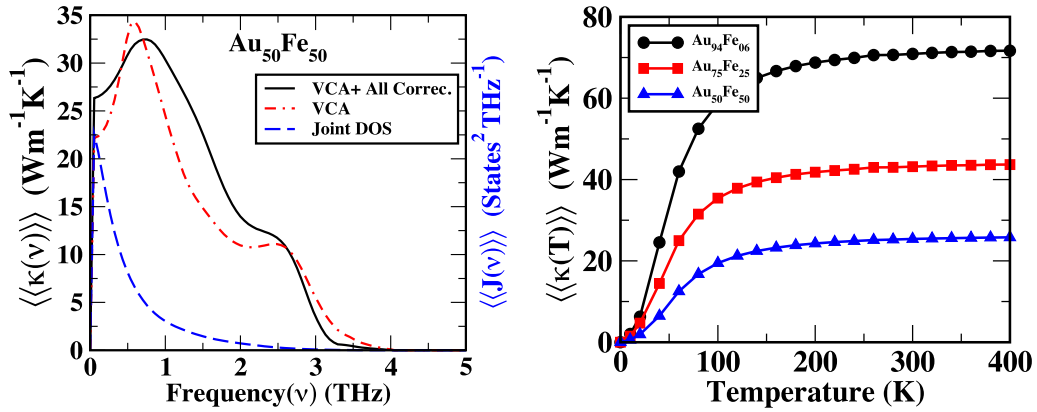 35
30
25
20
15
10
5
0
⟨⟨κ(ν)⟩⟩ (Wm⁻¹K⁻¹)
Au₅₀Fe₅₀
VCA+ All Correc.
VCA
Joint DOS
0 1 2 3 4 5
Frequency(ν) (THz)
⟨⟨J(ν)⟩⟩ (States² THz⁻¹)
80
60
40
20
0
⟨⟨κ(T)⟩⟩ (Wm⁻¹K⁻¹)
Au₉₄Fe₀₆
Au₇₅Fe₂₅
Au₅₀Fe₅₀
0 100 200 300 400
Temperature (K)